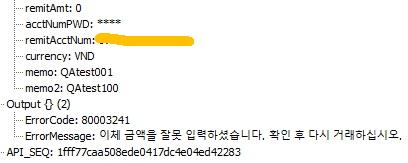 remitAmt: 0
acctNumPWD: ****
remitAcctNum:
currency: VND
memo: QAtest001
memo2: QAtest100
Output {} (2)
ErrorCode: 80003241
ErrorMessage: 이체 금액을 잘못 입력하셨습니다. 확인 후 다시 거래하십시오.
API_SEQ: 1fff77caa508ede0417dc4e04ed42283